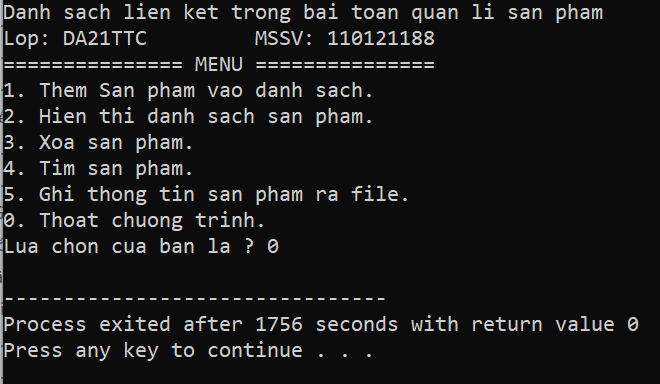 Danh sach lien ket trong bai toan quan li san pham
Lop: DA21TTC         MSSV: 110121188
=============== MENU ===============
1. Them San pham vao danh sach.
2. Hien thi danh sach san pham.
3. Xoa san pham.
4. Tim san pham.
5. Ghi thong tin san pham ra file.
0. Thoat chuong trinh.
Lua chon cua ban la ? 0
--------------------------------
Process exited after 1756 seconds with return value 0
Press any key to continue . . .